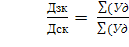 Дзк / Дск = ∑(Уд / ∑(Уд